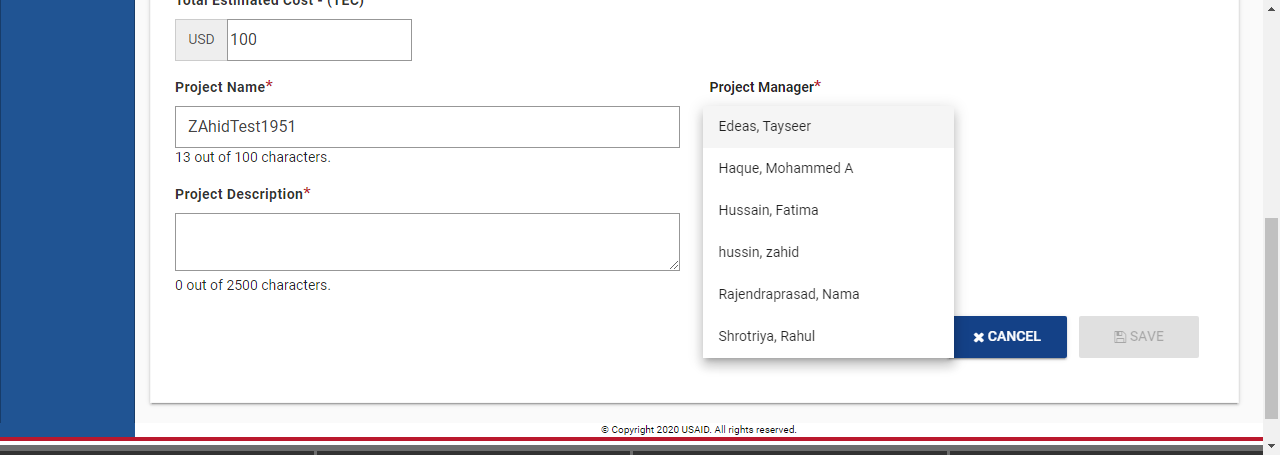 Total Estimated Cost - (TEC)
USD 100
Project Name* Project Manager*
ZAhidTest1951
13 out of 100 characters.
Project Description*
0 out of 2500 characters.
Edeas, Tayseer
Haque, Mohammed A
Hussain, Fatima
hussin, zahid
Rajendraprasad, Nama
Shrotriya, Rahul
CANCEL SAVE
© Copyright 2020 USAID. All rights reserved.